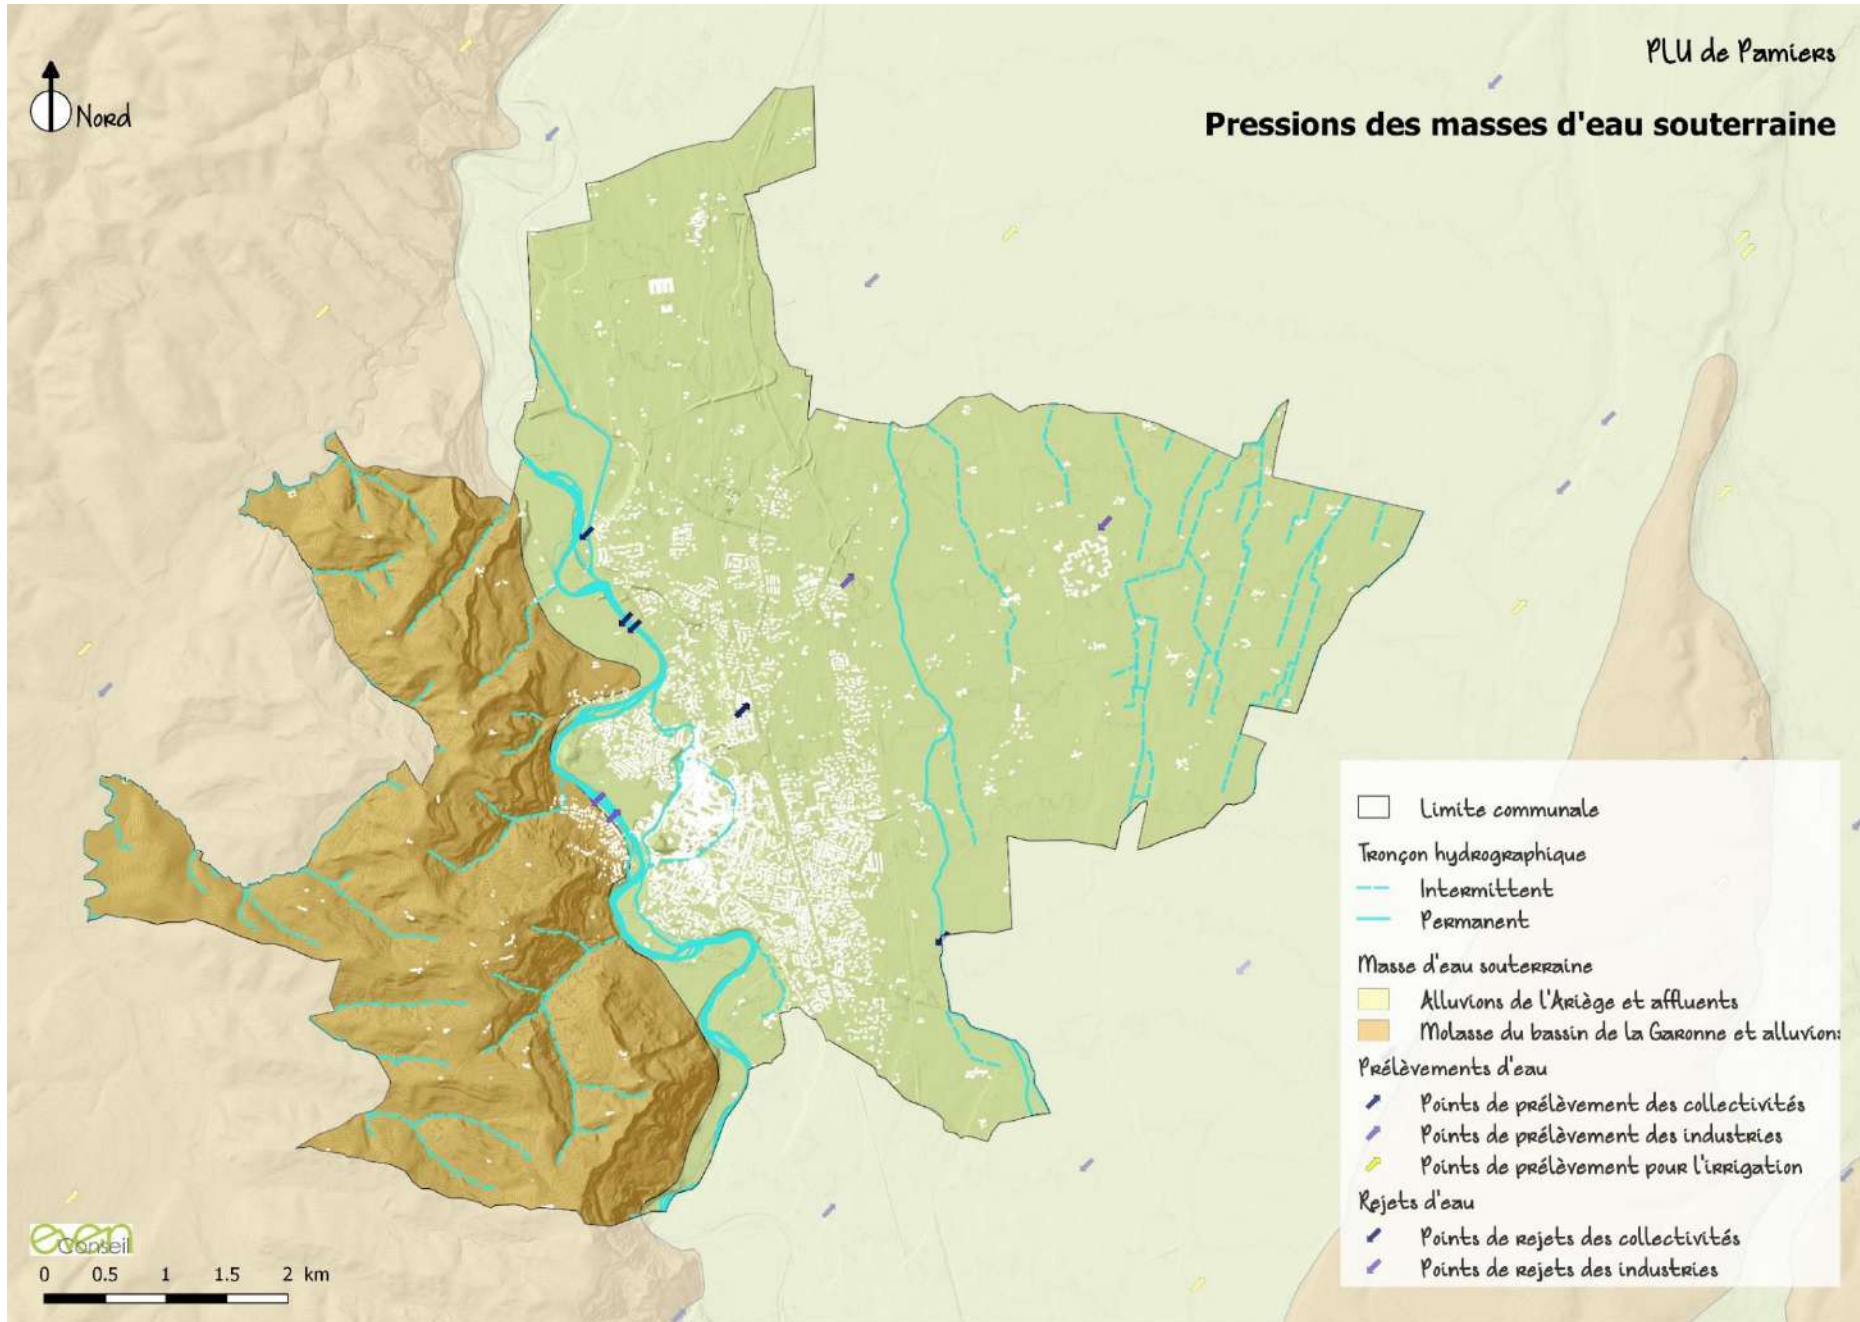 PLU de Pamiers
Pressions des masses d'eau souterraine
Nord
Limite communale
Tronçon hydrographique
Intermittent
Permanent
Masse d'eau souterraine
Alluvions de l'Ariège et affluents
Molasse du bassin de la Garonne et alluvions
Prélèvements d'eau
Points de prélèvement des collectivités
Points de prélèvement des industries
Points de prélèvement pour l'irrigation
Rejets d'eau
Points de rejets des collectivités
Points de rejets des industries
even
Conseil
0 0.5 1 1.5 2 km